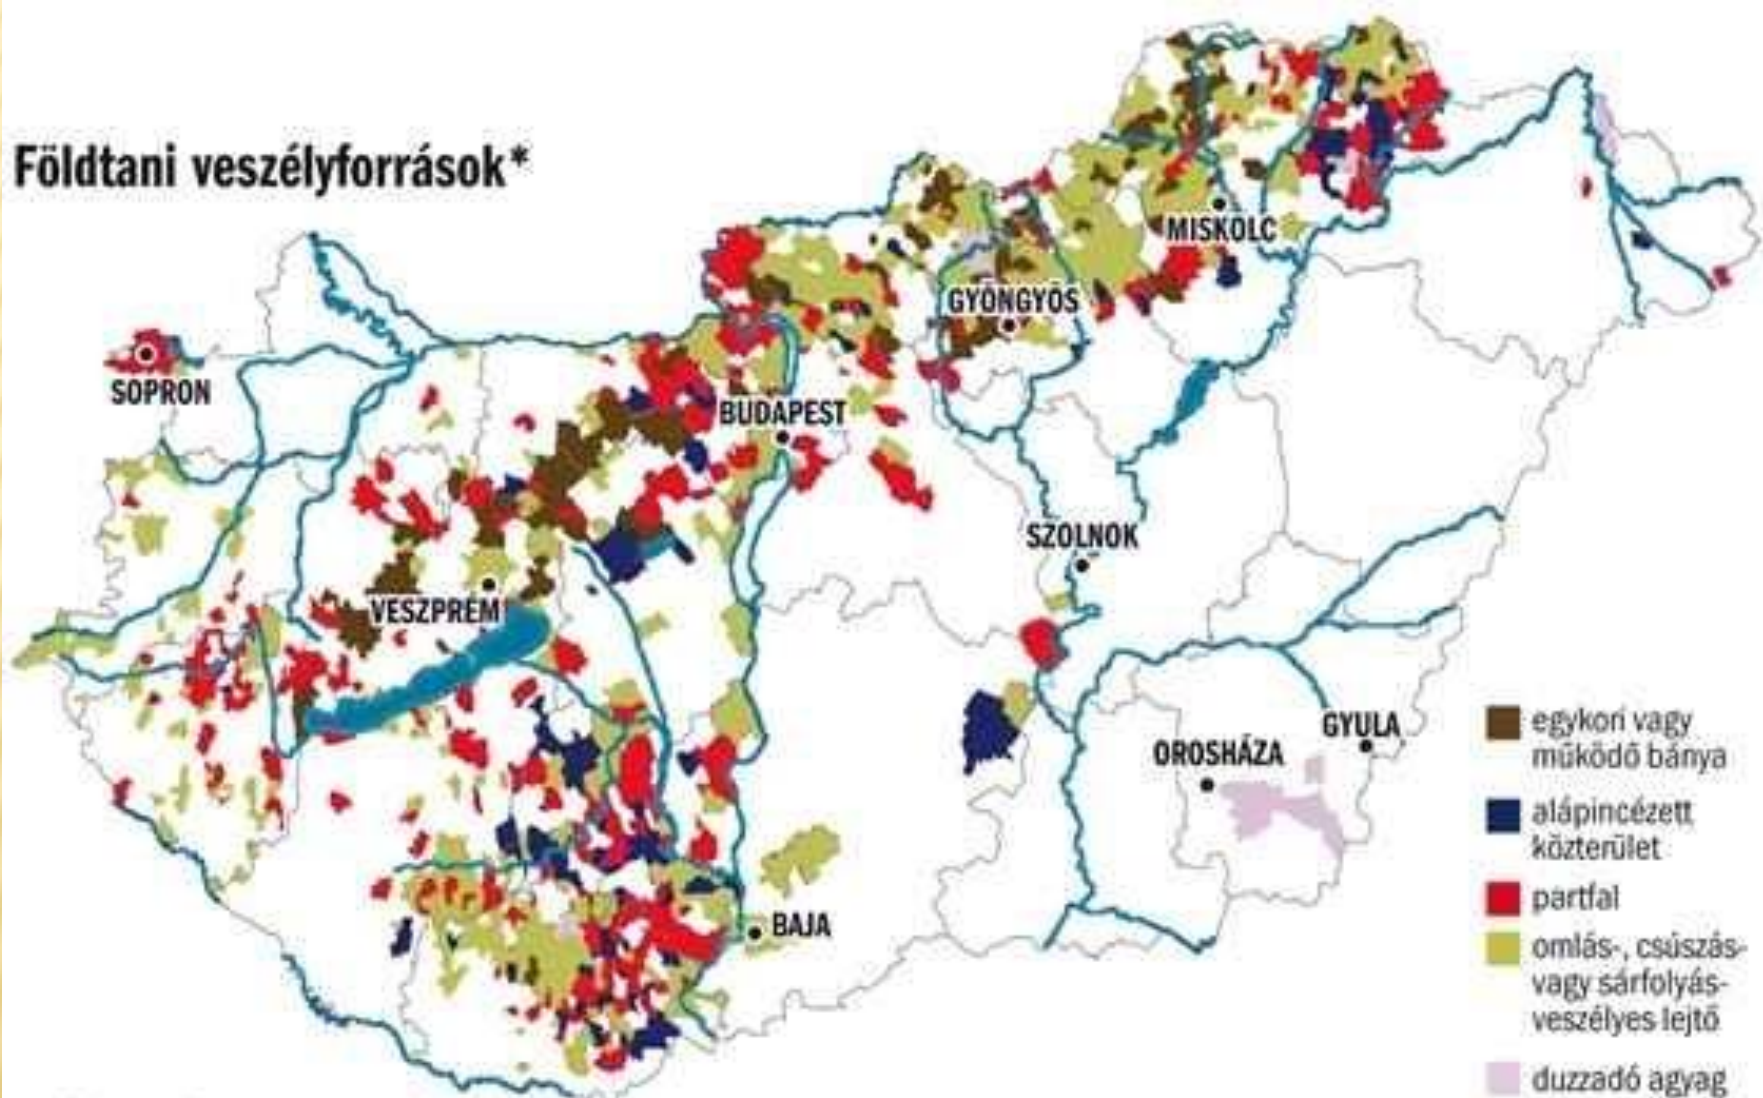 Földtani veszélyforrások*
MISKOLC
GYÖNGYÖS
SOPRON
BUDAPEST
SZOLNOK
VESZPRÉM
GYULA
OROSHÁZA
BAJA
egykori vagy
működő bánya
alápincézett
közterület
partfal
omlás-, csúszás-
vagy sárfolyás-
veszélyes lejtő
duzzadó agyag